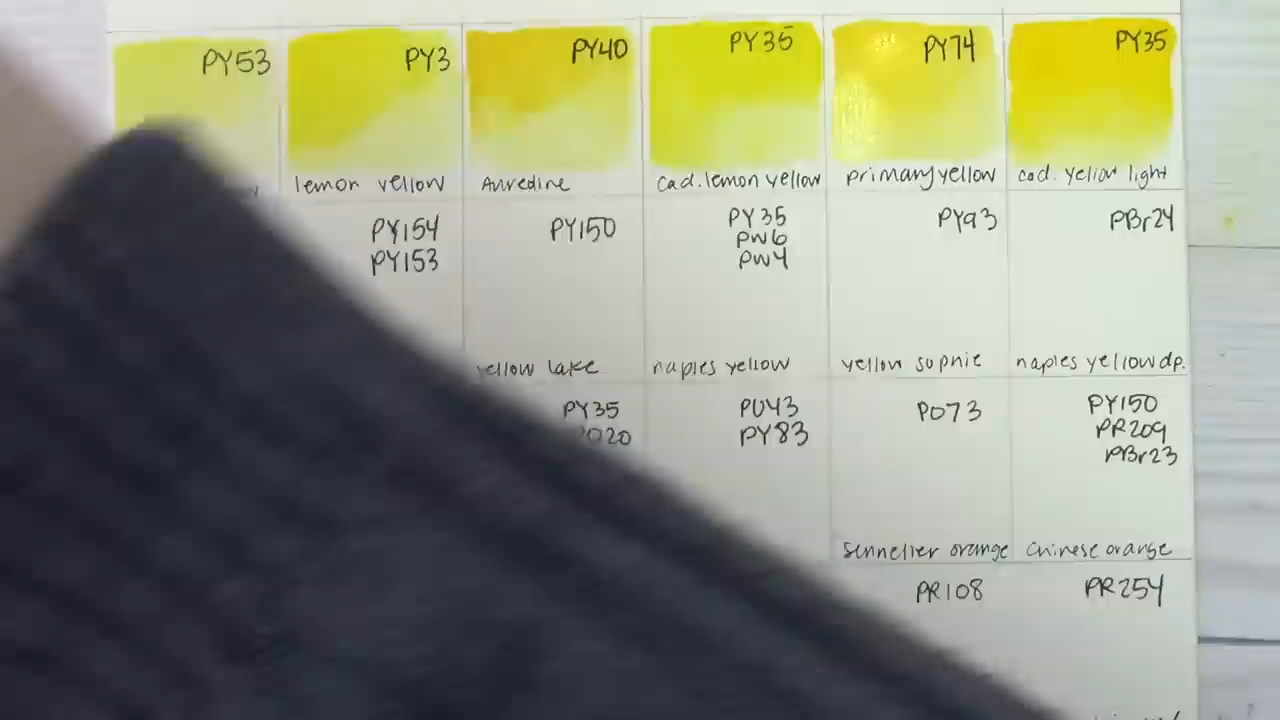 PY53 PY3 PY40 PY35 PY74 PY35
lemon yellow Auredine cad. lemon yellow primary yellow cad. yellow light
PY154 PY150 PY35 PY93 PBr24
PY153 PW6
PW4
yellow lake naples yellow yellow sophie naples yellow dp.
PY35 PO43 PO73 PY150
PY83 PR209
PBr23
sennelier orange chinese orange
PR108 PR254